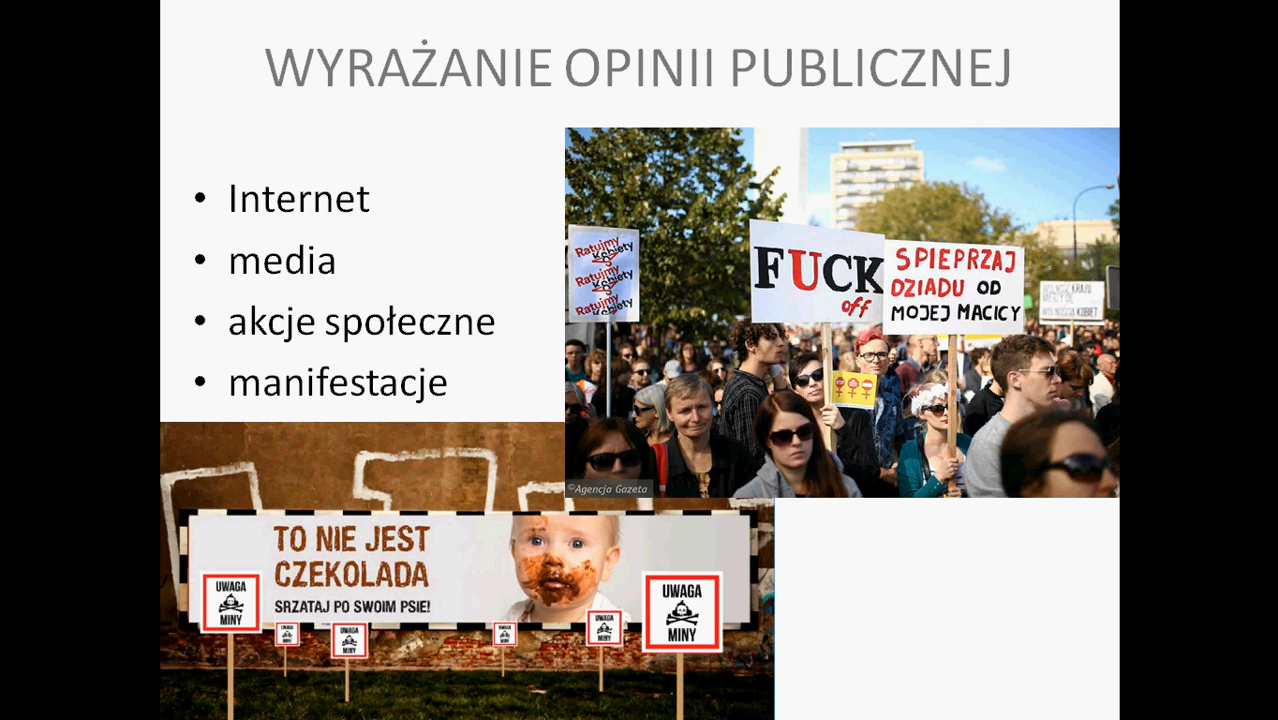 WYRAŻANIE OPINII PUBLICZNEJ
• Internet
• media
• akcje społeczne
• manifestacje
Ratujmy
Kobiety
Ratujmy
Kobiety
Ratujmy
Kobiety
FUCK
off
SPIEPRZAJ
DZIADU OD
MOJEJ MACICY
©Agencja Gazeta
TO NIE JEST
CZEKOLADA
SRZATAJ PO SWOIM PSIE!
UWAGA
MINY
UWAGA
MINY
UWAGA
MINY
UWAGA
MINY
UWAGA
MINY
UWAGA
MINY